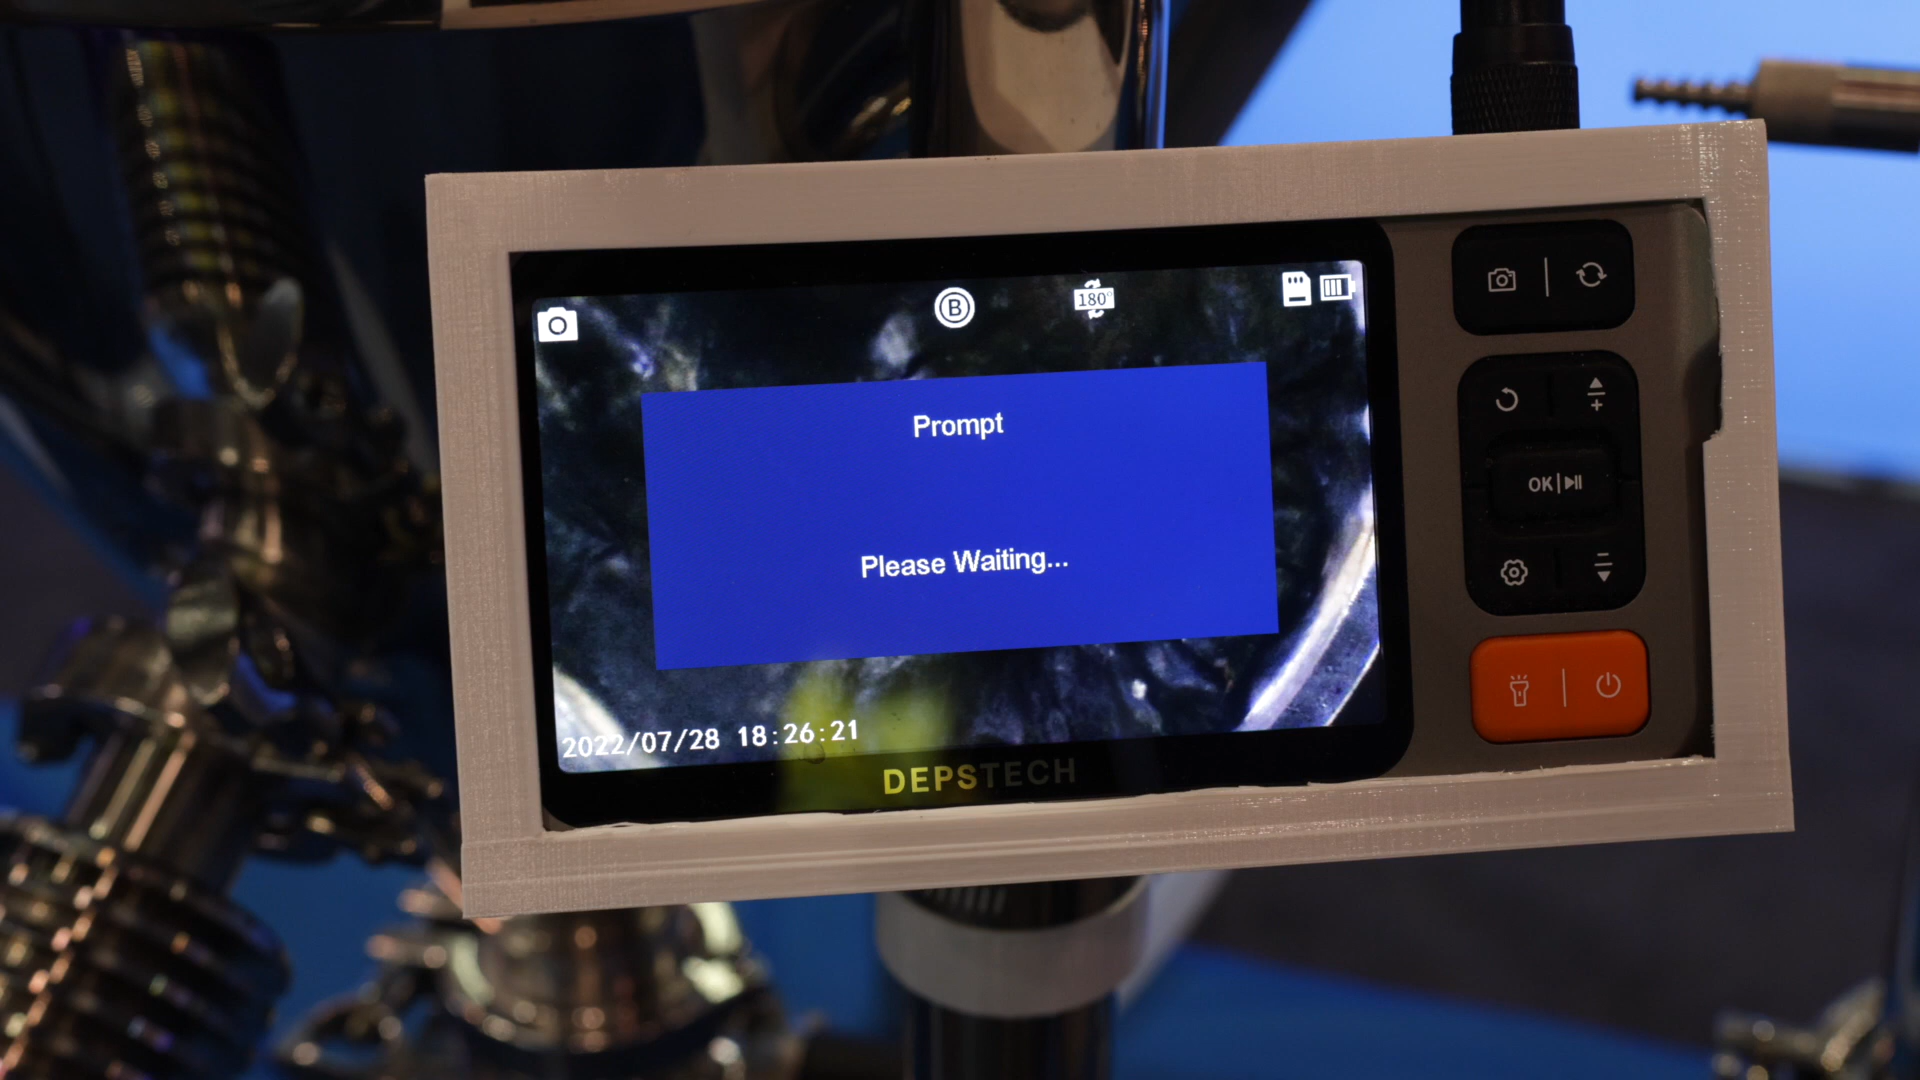 B
180°
Prompt
Please Waiting...
2022/07/28 18:26:21
DEPSTECH
OK